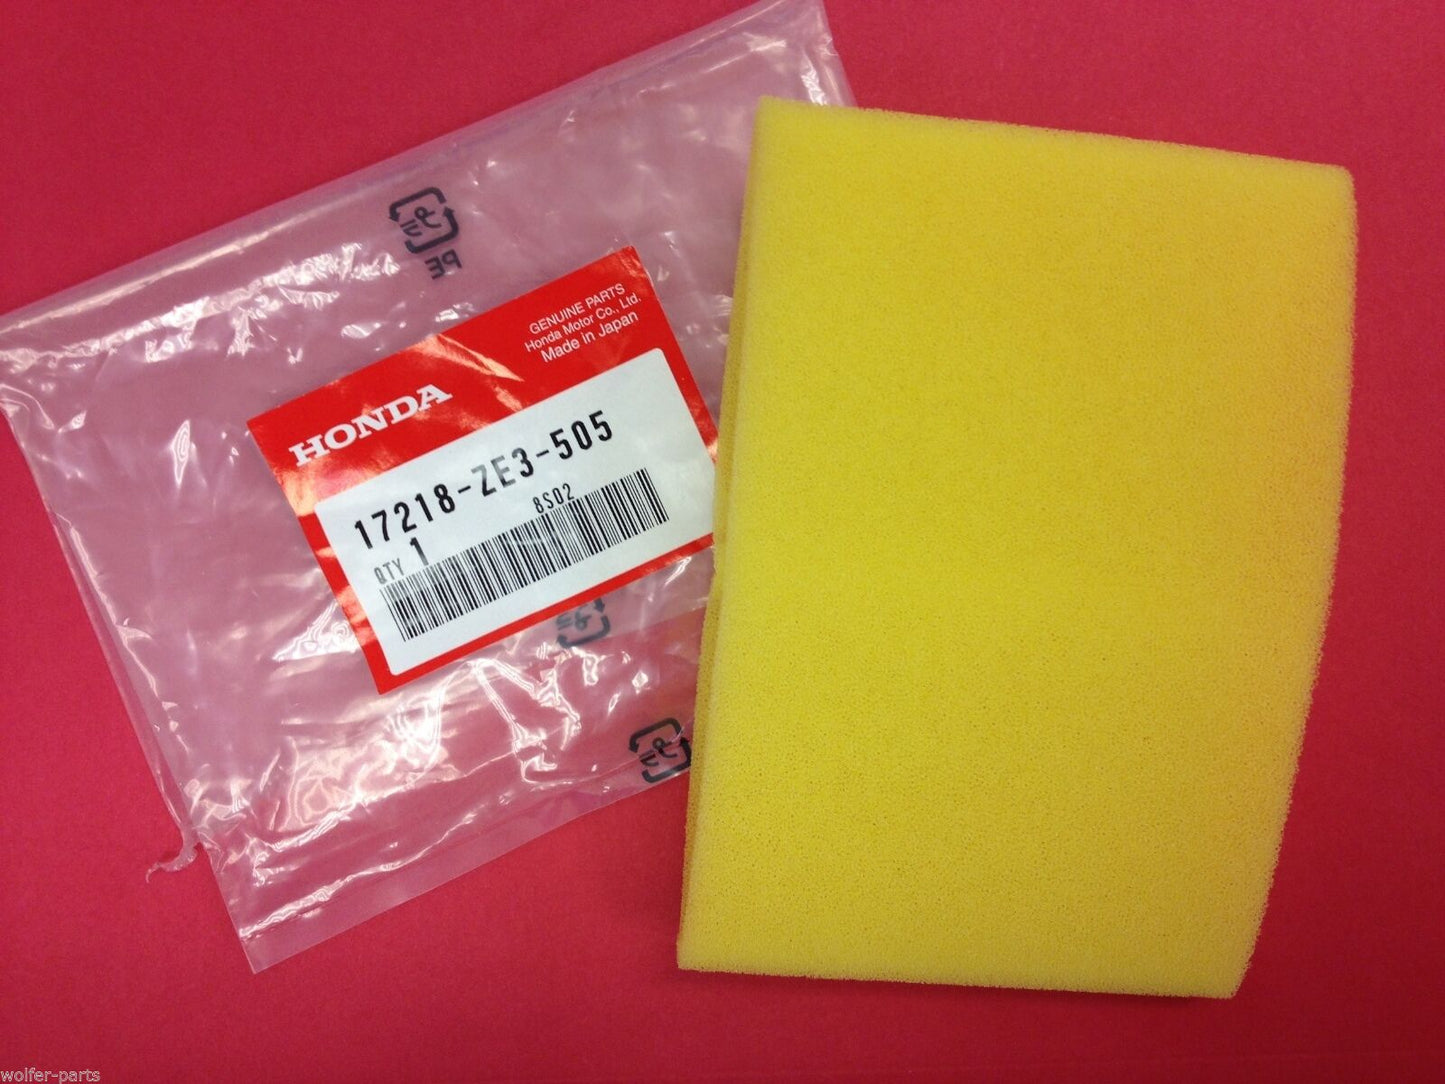 PE
GENUINE PARTS
Honda Motor Co., Ltd.
Made in Japan
HONDA
17218-ZE3-505
8S02
QTY 1
wolfer-parts